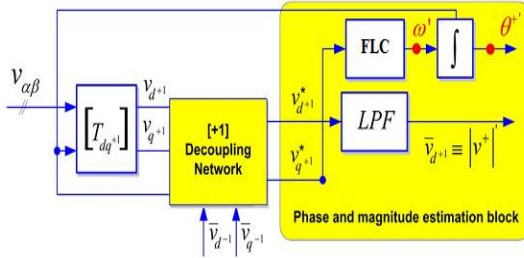 FLC
ω'
∫
θ⁺'
v_αβ
[T_dq⁺¹]
v_d⁺¹
v_q⁺¹
[+1]
Decoupling
Network
v*_d⁺¹
v*_q⁺¹
LPF
v̄_d⁺¹ ≡ |v⁺|'
v̄_d⁻¹
v̄_q⁻¹
Phase and magnitude estimation block